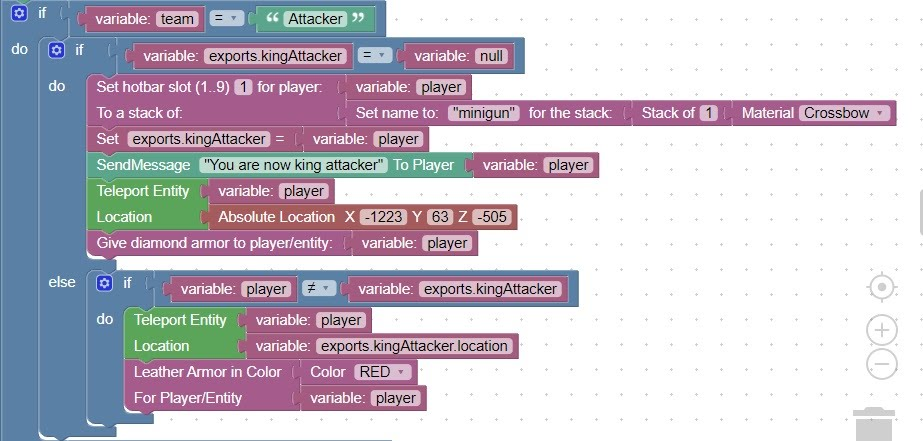 if variable: team = “ Attacker ”
do if variable: exports.kingAttacker = variable: null
do Set hotbar slot (1..9) 1 for player: variable: player
To a stack of: Set name to: "minigun" for the stack: Stack of 1 Material Crossbow
Set exports.kingAttacker = variable: player
SendMessage "You are now king attacker" To Player variable: player
Teleport Entity variable: player
Location Absolute Location X -1223 Y 63 Z -505
Give diamond armor to player/entity: variable: player
else if variable: player ≠ variable: exports.kingAttacker
do Teleport Entity variable: player
Location variable: exports.kingAttacker.location
Leather Armor in Color Color RED
For Player/Entity variable: player